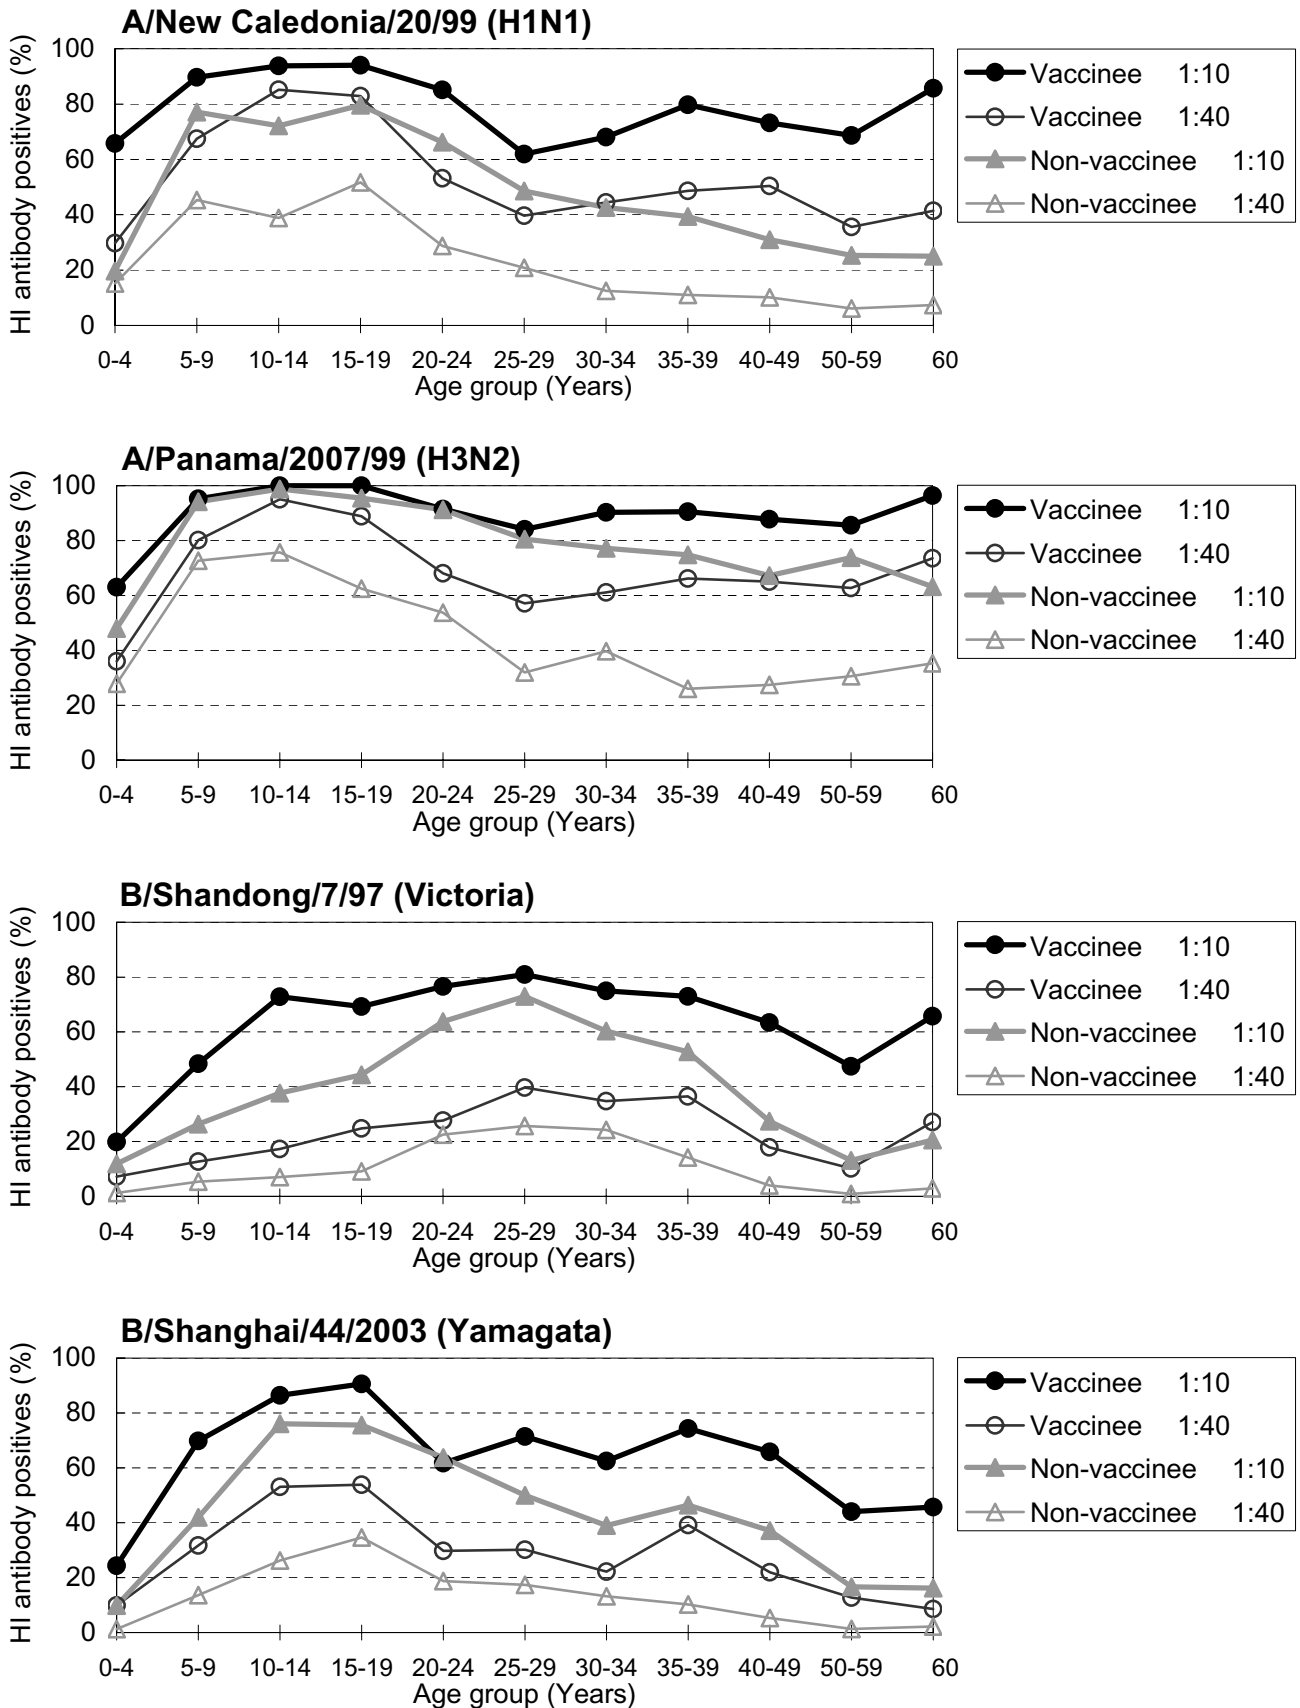 A/New Caledonia/20/99 (H1N1)
HI antibody positives (%)
100
80
60
40
20
0
0-4 5-9 10-14 15-19 20-24 25-29 30-34 35-39 40-49 50-59 60
Age group (Years)
Vaccinee 1:10
Vaccinee 1:40
Non-vaccinee 1:10
Non-vaccinee 1:40
A/Panama/2007/99 (H3N2)
HI antibody positives (%)
100
80
60
40
20
0
0-4 5-9 10-14 15-19 20-24 25-29 30-34 35-39 40-49 50-59 60
Age group (Years)
Vaccinee 1:10
Vaccinee 1:40
Non-vaccinee 1:10
Non-vaccinee 1:40
B/Shandong/7/97 (Victoria)
HI antibody positives (%)
100
80
60
40
20
0
0-4 5-9 10-14 15-19 20-24 25-29 30-34 35-39 40-49 50-59 60
Age group (Years)
Vaccinee 1:10
Vaccinee 1:40
Non-vaccinee 1:10
Non-vaccinee 1:40
B/Shanghai/44/2003 (Yamagata)
HI antibody positives (%)
100
80
60
40
20
0
0-4 5-9 10-14 15-19 20-24 25-29 30-34 35-39 40-49 50-59 60
Age group (Years)
Vaccinee 1:10
Vaccinee 1:40
Non-vaccinee 1:10
Non-vaccinee 1:40